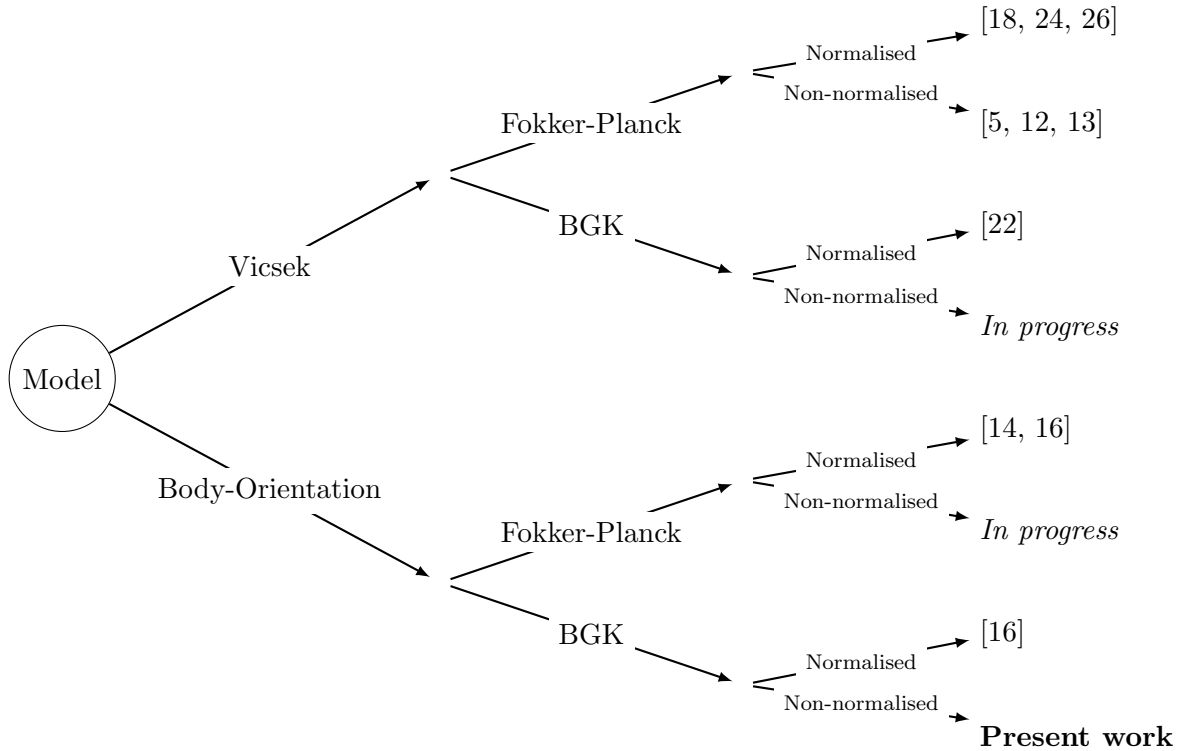 [18, 24, 26]
Normalised
Non-normalised
[5, 12, 13]
Fokker-Planck
BGK
[22]
Normalised
Non-normalised
In progress
Vicsek
Model
Body-Orientation
[14, 16]
Normalised
Non-normalised
In progress
Fokker-Planck
BGK
[16]
Normalised
Non-normalised
Present work